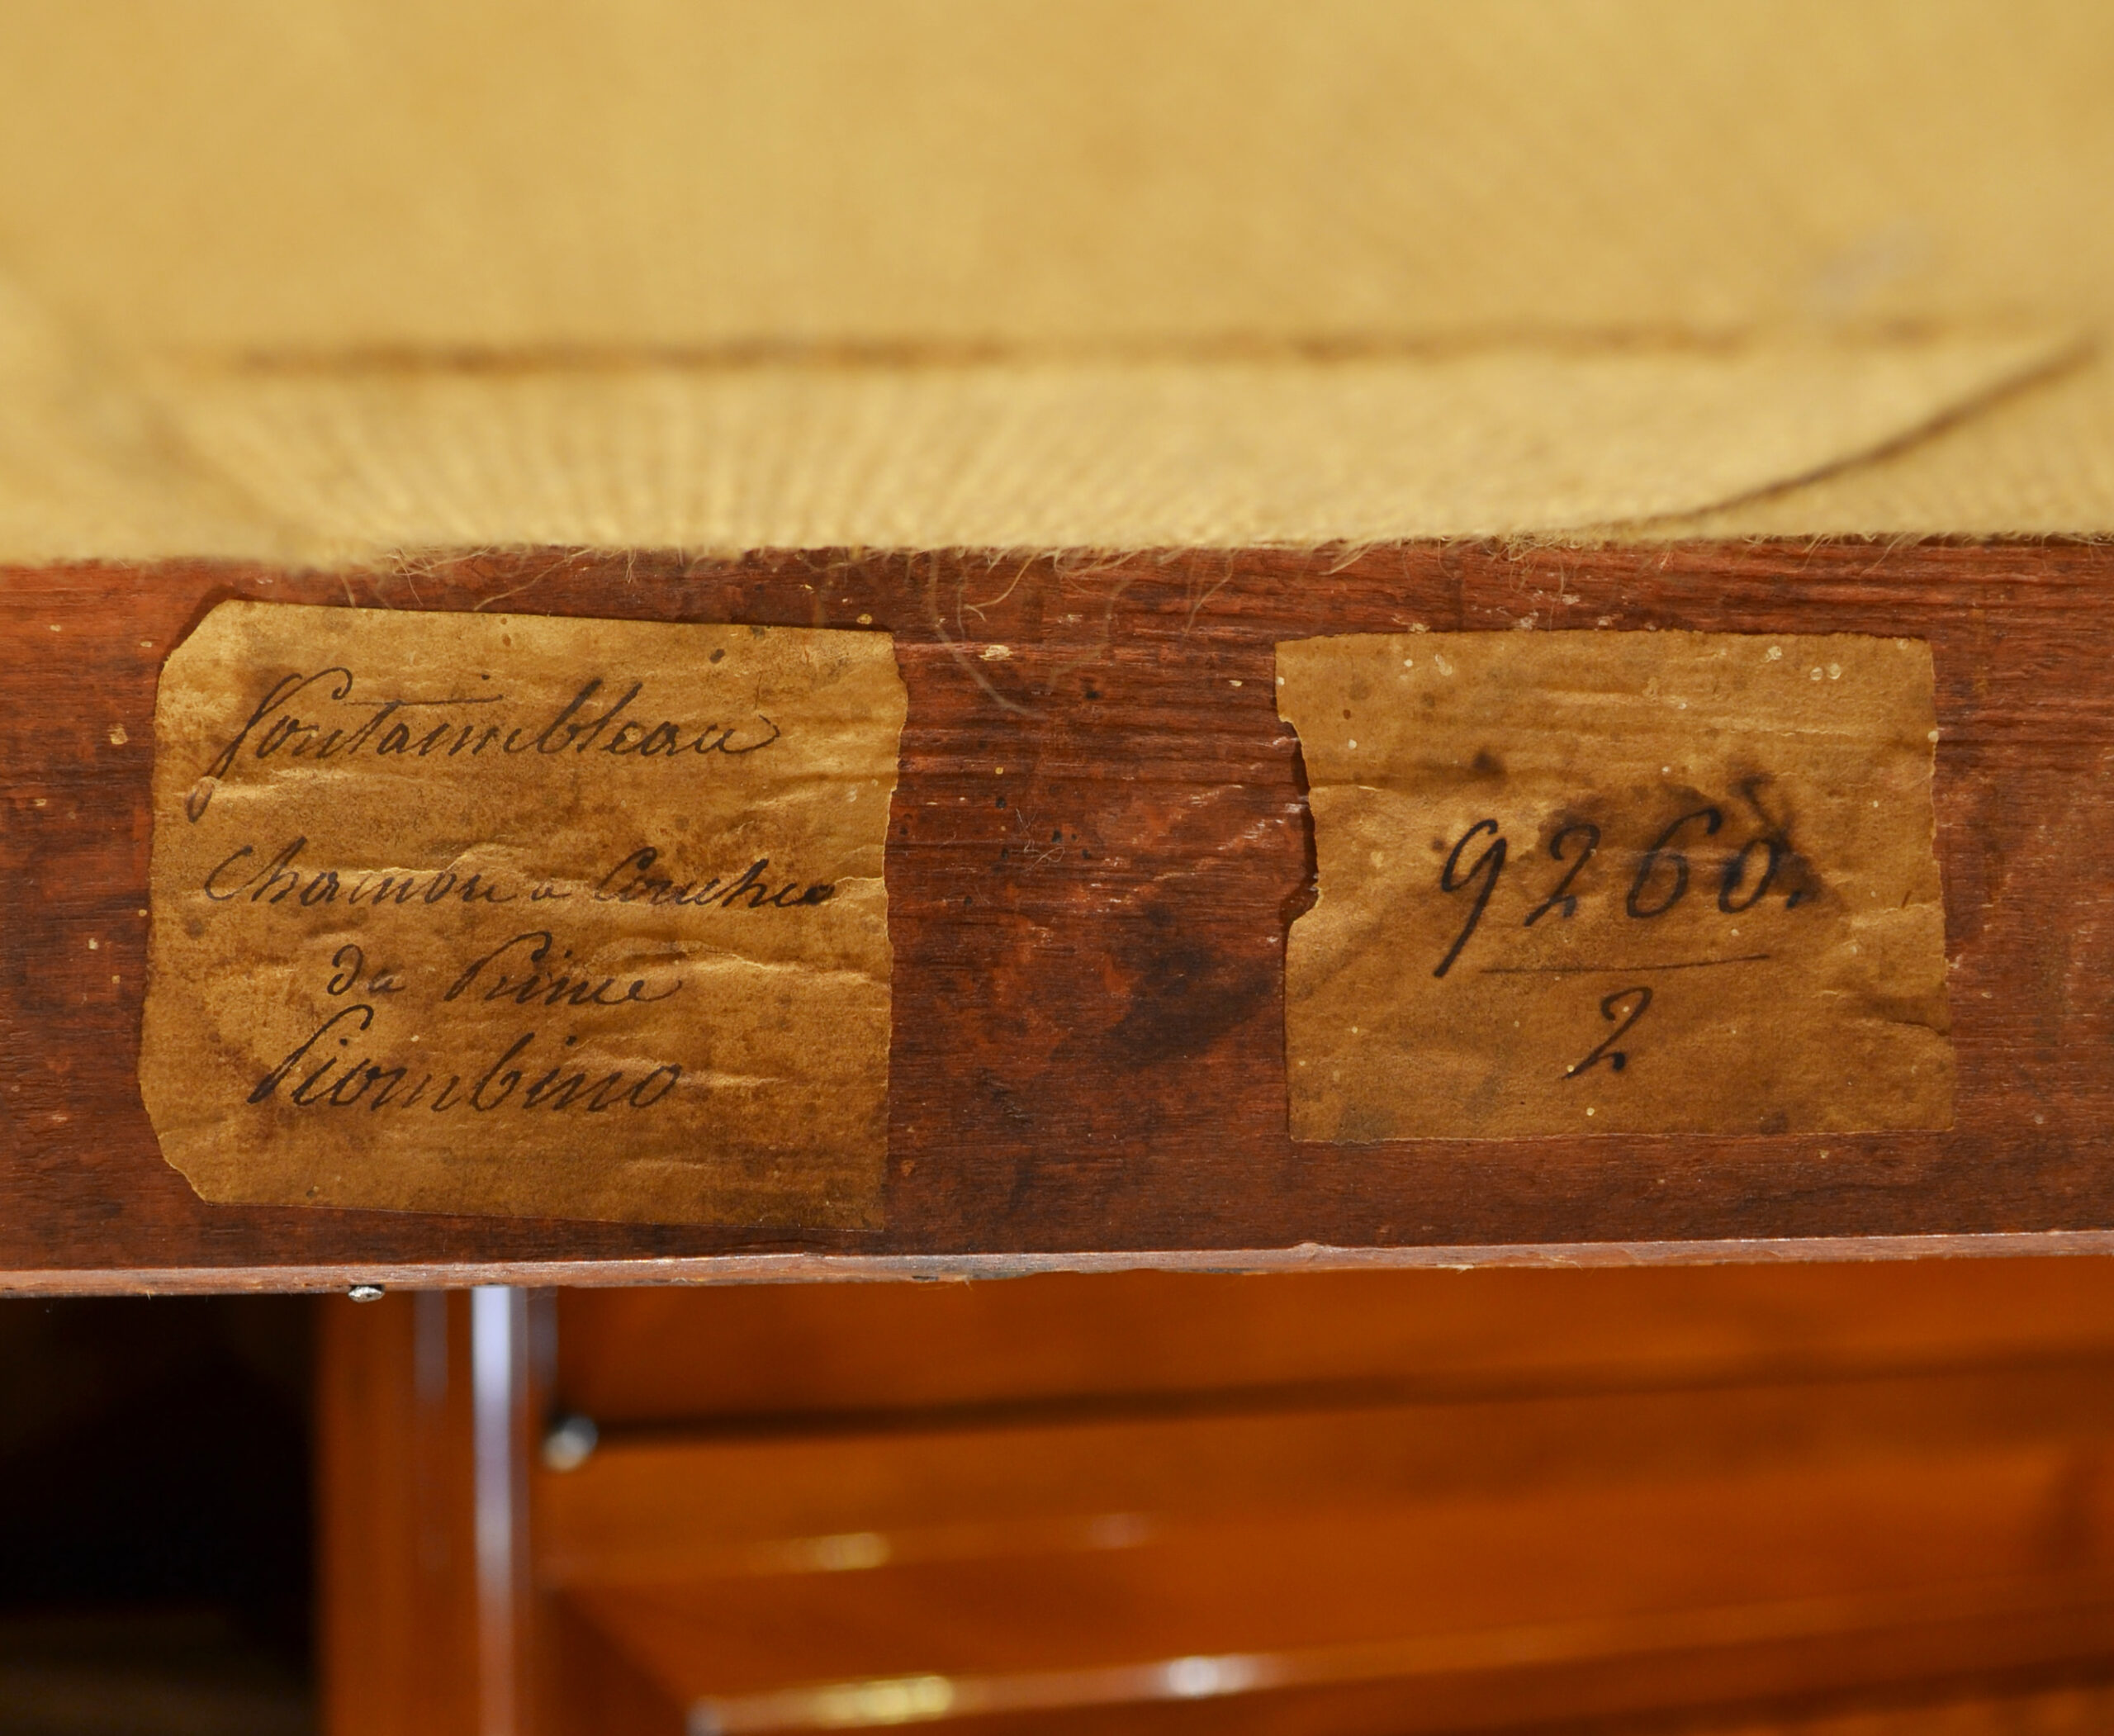 fontainebleau
Chambre a Coucher
du Prince
Piombino
9260.
2